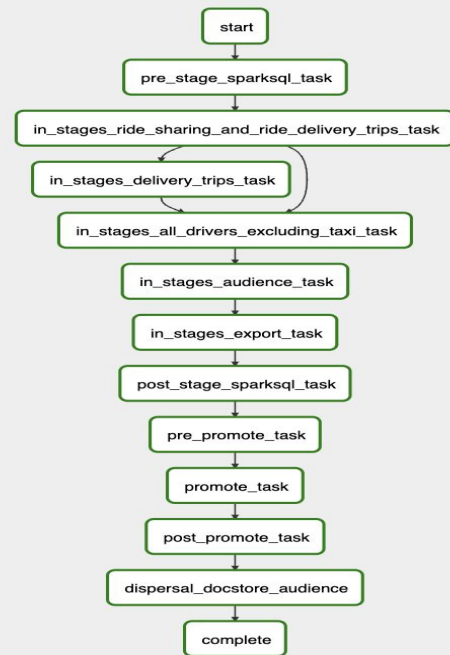 start
pre_stage_sparksql_task
in_stages_ride_sharing_and_ride_delivery_trips_task
in_stages_delivery_trips_task
in_stages_all_drivers_excluding_taxi_task
in_stages_audience_task
in_stages_export_task
post_stage_sparksql_task
pre_promote_task
promote_task
post_promote_task
dispersal_docstore_audience
complete